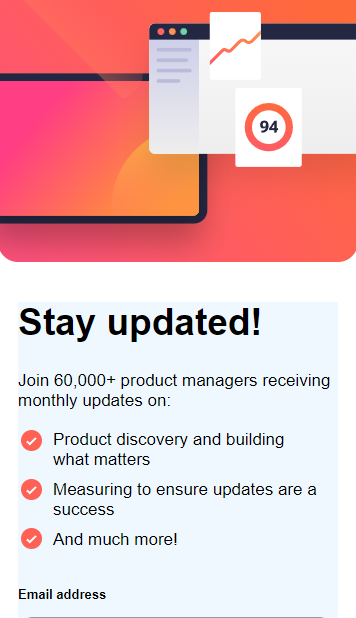 94
Stay updated!
Join 60,000+ product managers receiving
monthly updates on:
Product discovery and building
what matters
Measuring to ensure updates are a
success
And much more!
Email address